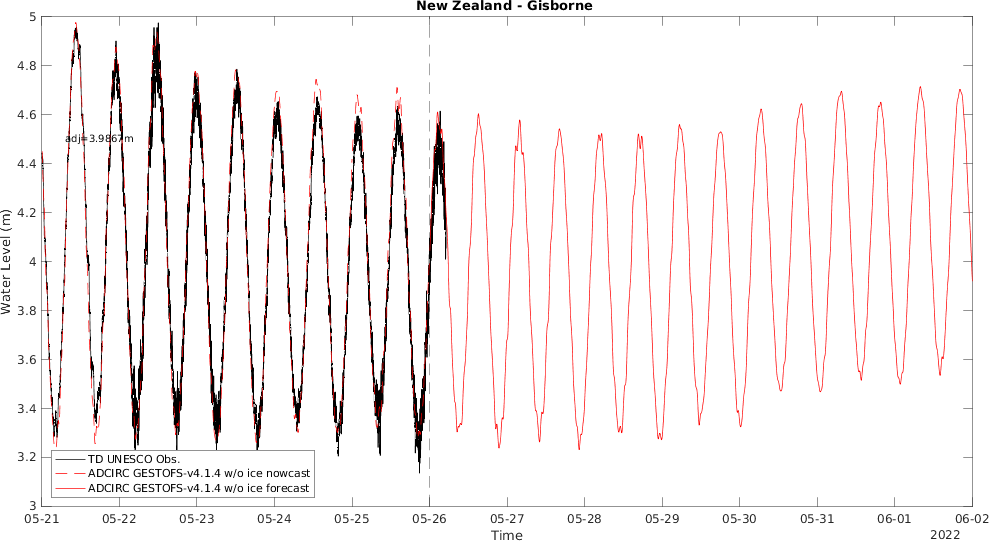 New Zealand - Gisborne
5
4.8
4.6
4.4
4.2
4
3.8
3.6
3.4
3.2
3
Water Level (m)
adj=3.9867m
TD UNESCO Obs.
ADCIRC GESTOFS-v4.1.4 w/o ice nowcast
ADCIRC GESTOFS-v4.1.4 w/o ice forecast
05-21 05-22 05-23 05-24 05-25 05-26 05-27 05-28 05-29 05-30 05-31 06-01 06-02
Time
2022